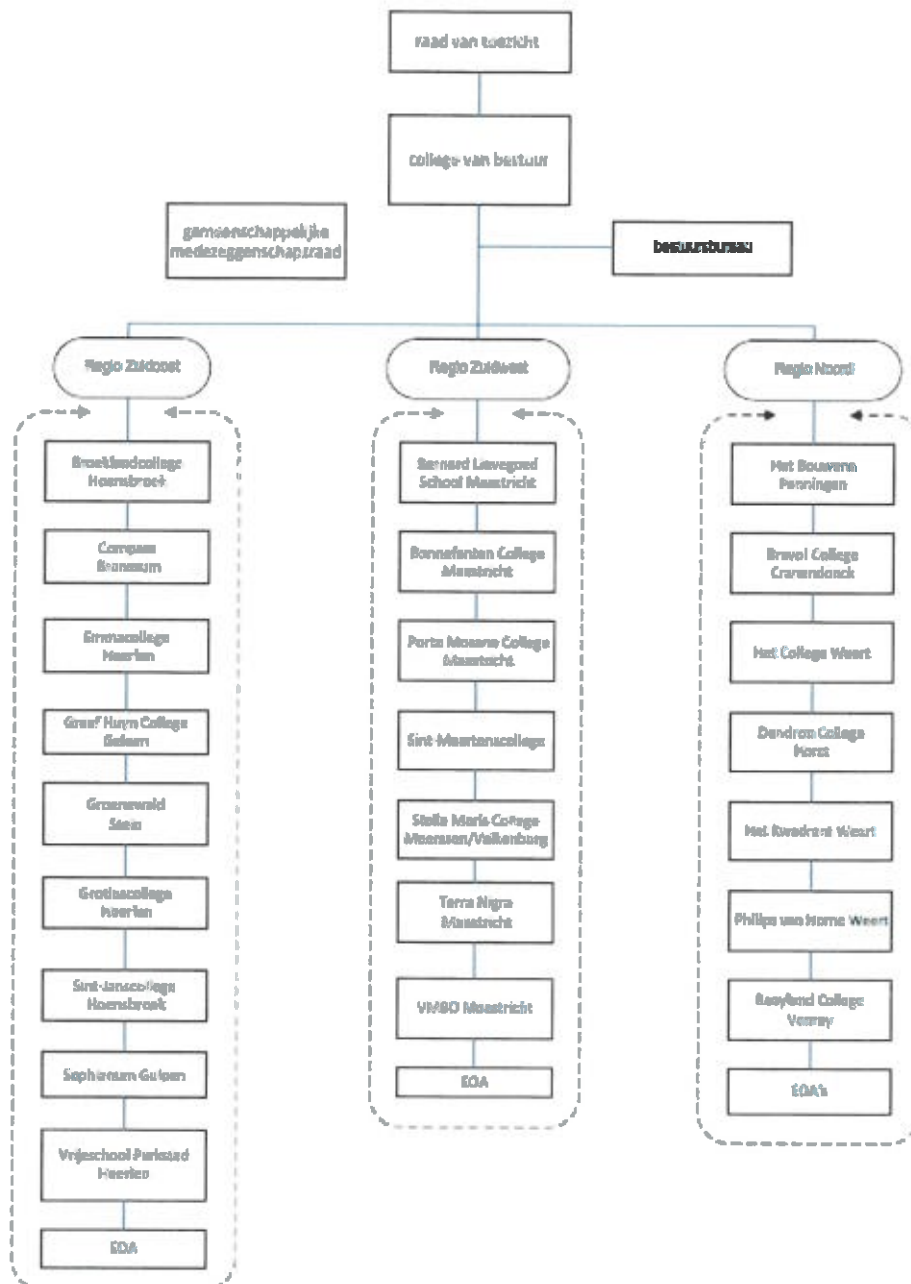 raad van toezicht
college van bestuur
gemeenschappelijke
medezeggenschapsraad
bestuursbureau
Regio Zuidoost
Broeklandcollege
Hoensbroek
Compass
Brunssum
Emmacollege
Heerlen
Graaf Huyn College
Geleen
Groenewald
Stein
Grotiuscollege
Heerlen
Sint-Janscollege
Hoensbroek
Sophianum Gulpen
Vrijeschool Parkstad
Heerlen
EOA
Regio Zuidwest
Bernard Lievegoed
School Maastricht
Bonnefanten College
Maastricht
Porta Mosana College
Maastricht
Sint-Maartenscollege
Stella Maris College
Meerssen/Valkenburg
Terra Nigra
Maastricht
VMBO Maastricht
EOA
Regio Noord
Het Bouwens
Panningen
College
Cranendonck
Het College Weert
Dendron College
Horst
Het Kwadrant Weert
Philips van Horne Weert
Raayland College
Venray
EOA's